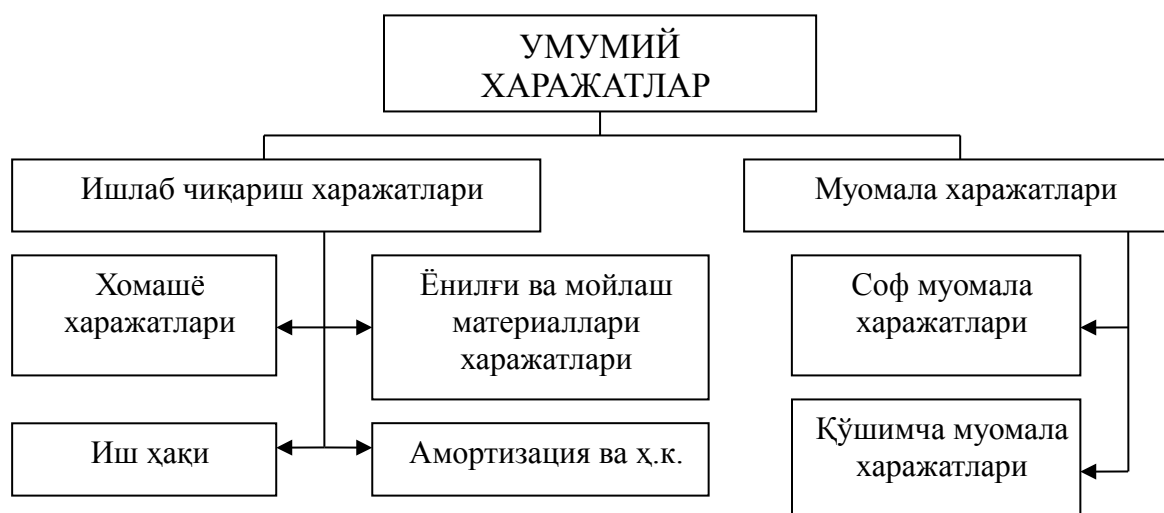 УМУМИЙ
ХАРАЖАТЛАР
Ишлаб чиқариш харажатлари
Муомала харажатлари
Хомашё
харажатлари
Ёнилғи ва мойлаш
материаллари
харажатлари
Соф муомала
харажатлари
Иш ҳақи
Амортизация ва ҳ.к.
Қўшимча муомала
харажатлари